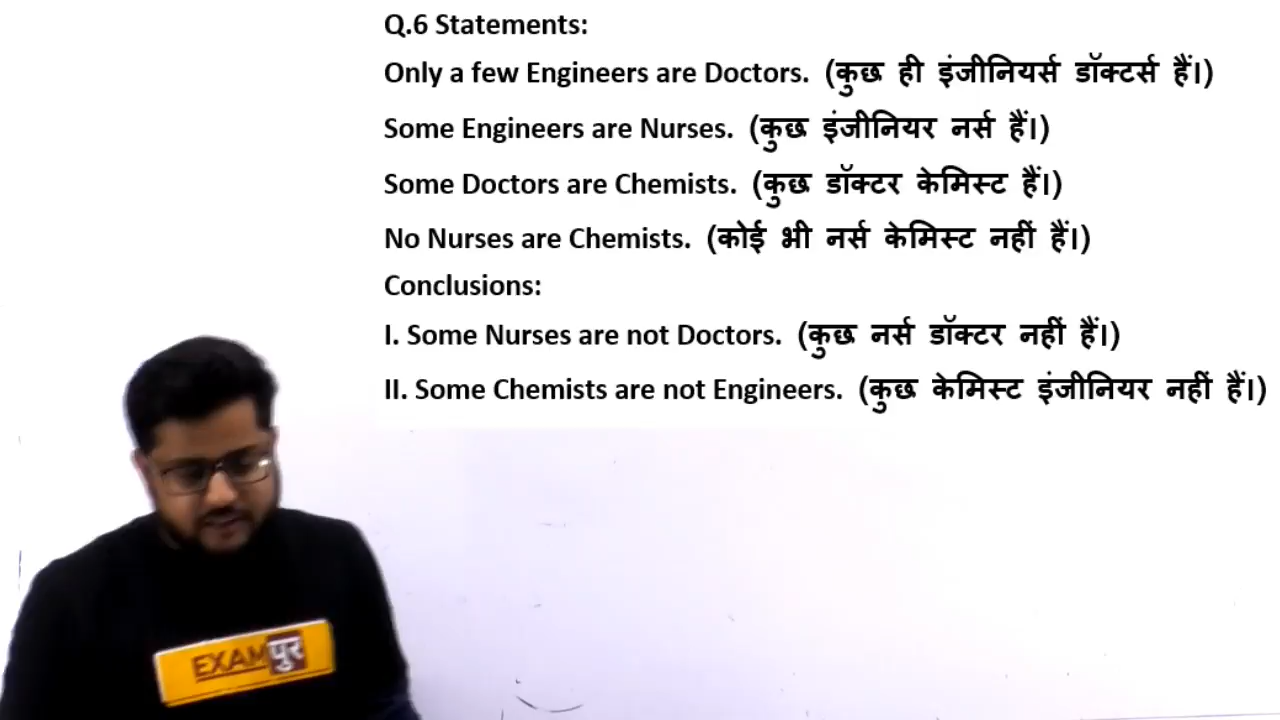 Q.6 Statements:
Only a few Engineers are Doctors. (कुछ ही इंजीनियर्स डॉक्टर्स हैं।)
Some Engineers are Nurses. (कुछ इंजीनियर नर्स हैं।)
Some Doctors are Chemists. (कुछ डॉक्टर केमिस्ट हैं।)
No Nurses are Chemists. (कोई भी नर्स केमिस्ट नहीं हैं।)
Conclusions:
I. Some Nurses are not Doctors. (कुछ नर्स डॉक्टर नहीं हैं।)
II. Some Chemists are not Engineers. (कुछ केमिस्ट इंजीनियर नहीं हैं।)
EXAMपुर